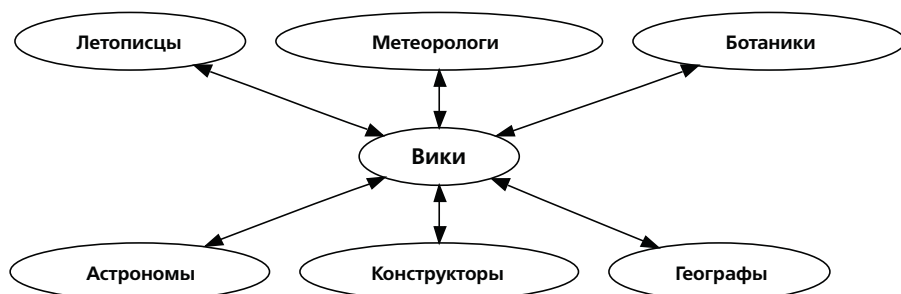 Летописцы
Метеорологи
Ботаники
Вики
Астрономы
Конструкторы
Географы